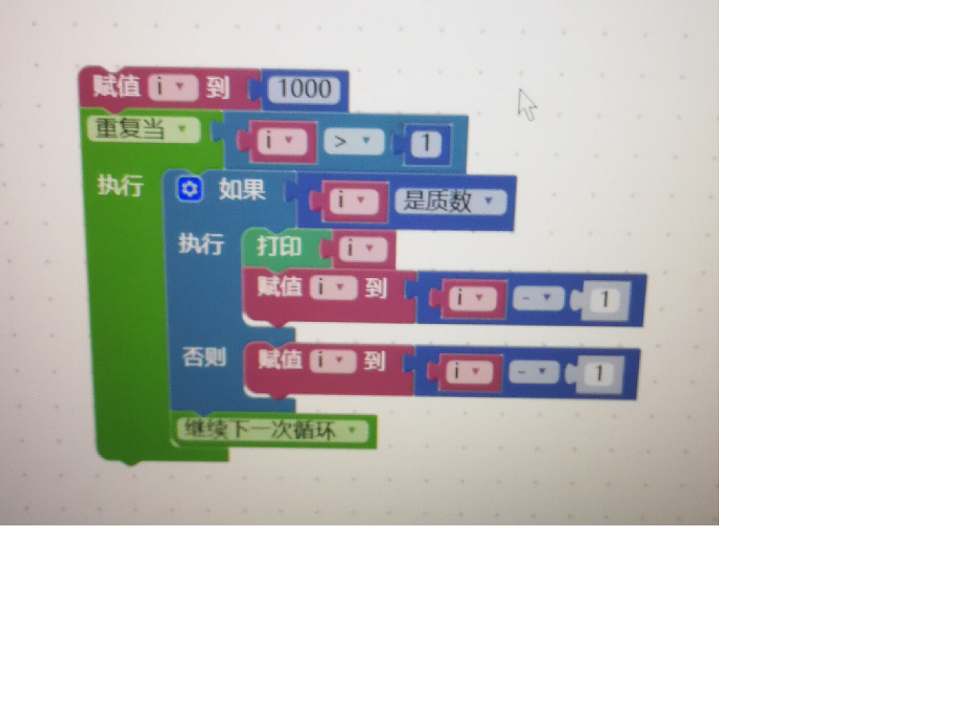 赋值 i 到 1000
重复当 i > 1
执行 如果 i 是质数
执行 打印 i
赋值 i 到 i - 1
否则 赋值 i 到 i - 1
继续下一次循环